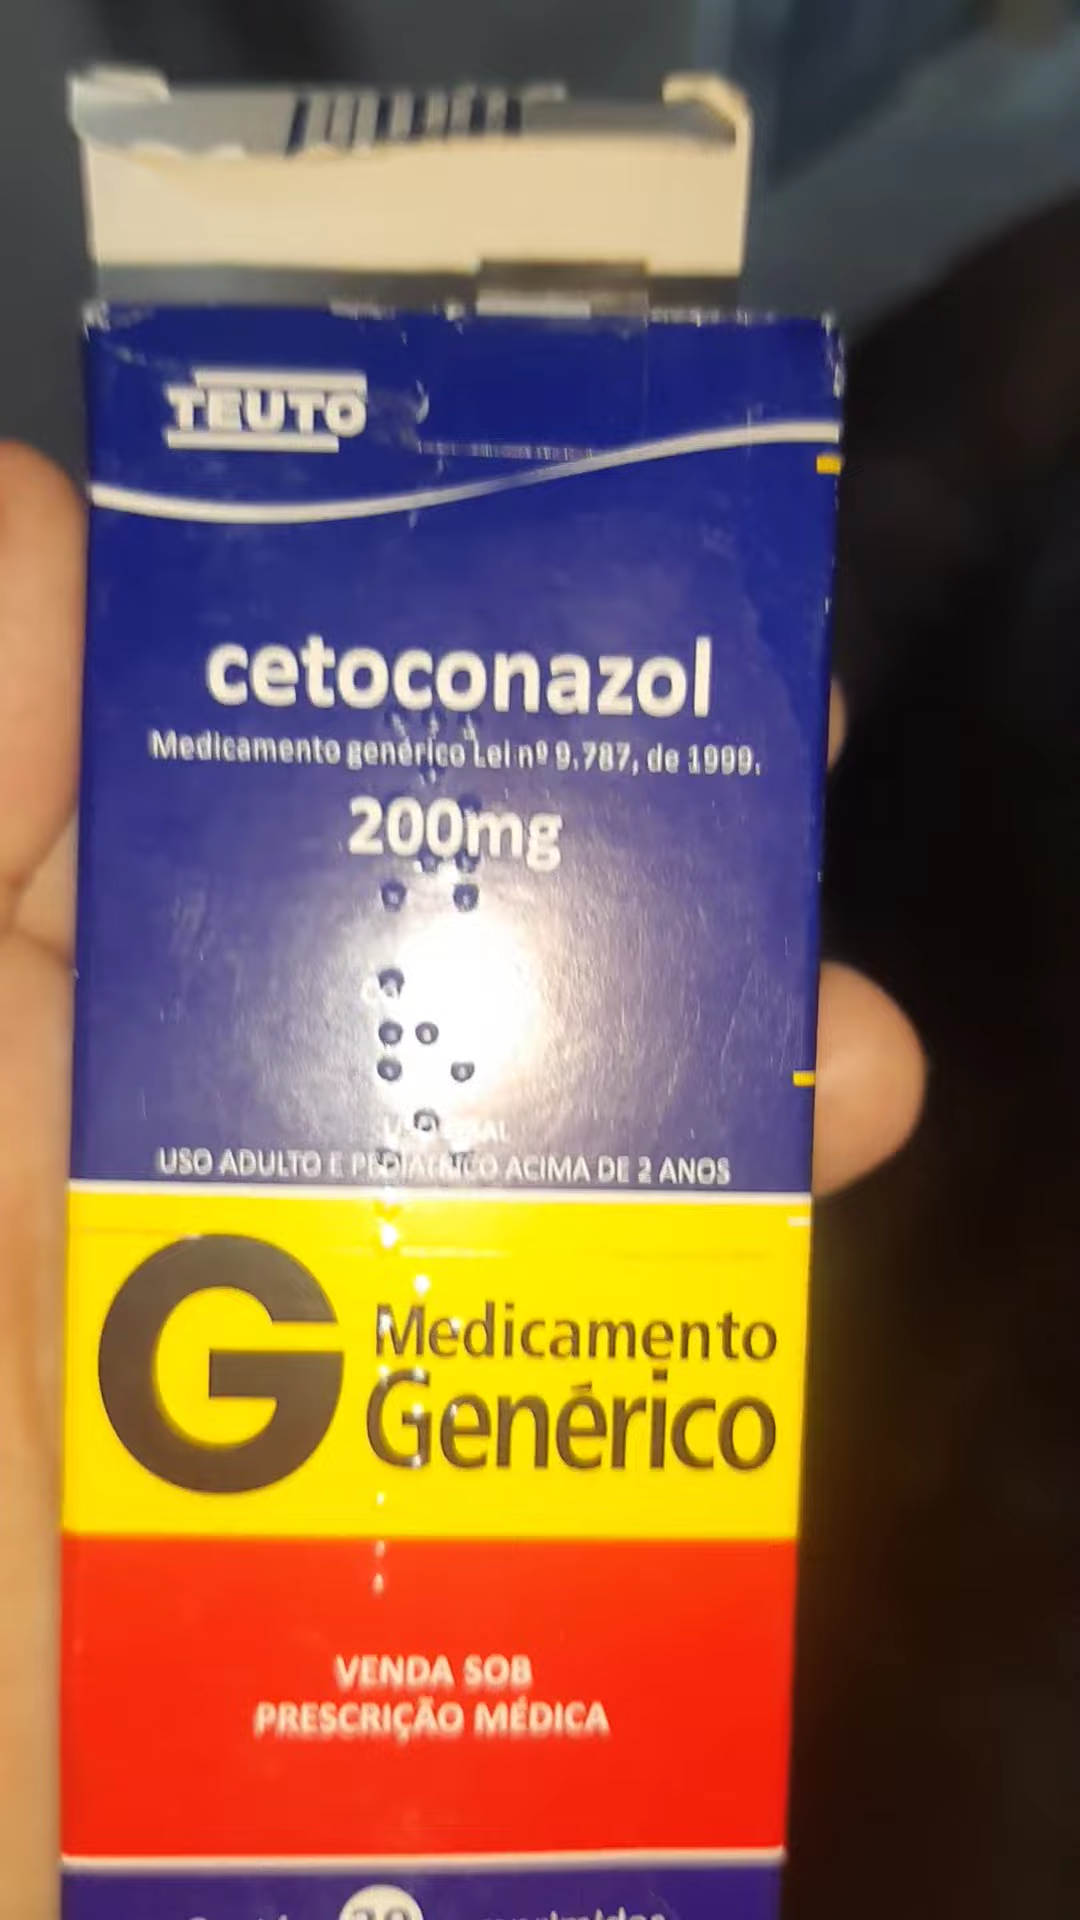 TEUTO
cetoconazol
Medicamento genérico Lei nº 9.787, de 1999.
200mg
USO ADULTO E PEDIÁTRICO ACIMA DE 2 ANOS
G
Medicamento
Genérico
VENDA SOB
PRESCRIÇÃO MÉDICA